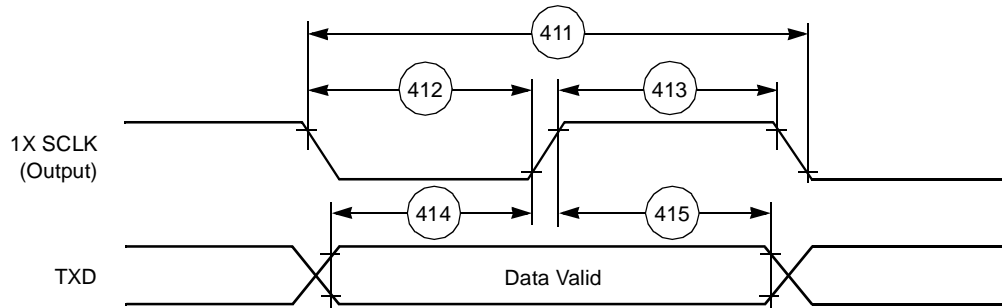 411
412
413
1X SCLK
(Output)
414
415
TXD
Data Valid